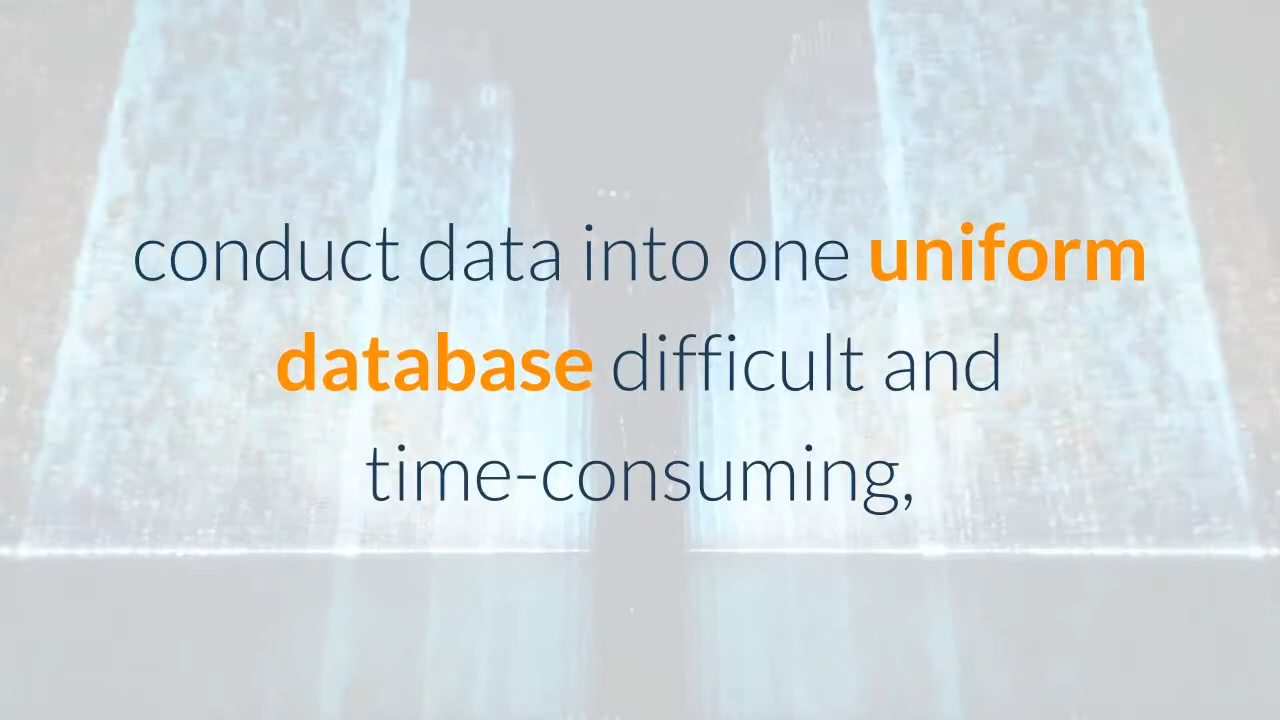 conduct data into one uniform
database difficult and
time-consuming,